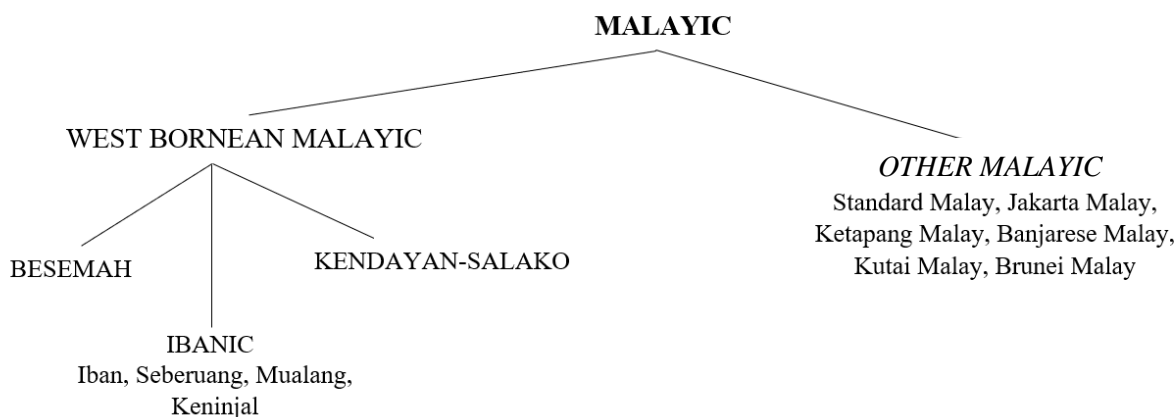 MALAYIC
WEST BORNEAN MALAYIC
OTHER MALAYIC
Standard Malay, Jakarta Malay,
Ketapang Malay, Banjarese Malay,
Kutai Malay, Brunei Malay
BESEMAH
KENDAYAN-SALAKO
IBANIC
Iban, Seberuang, Mualang,
Keninjal